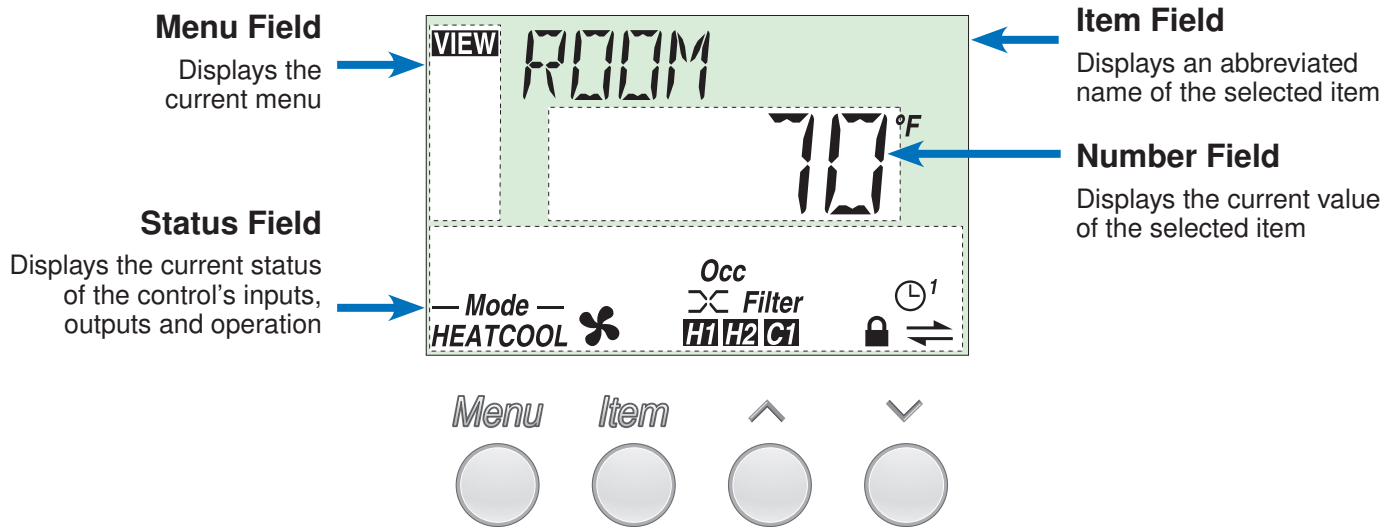 Menu Field
Displays the
current menu
Status Field
Displays the current status
of the control's inputs,
outputs and operation
VIEW
ROOM
70 °F
Occ
— Mode —
Filter
1
HEATCOOL
H1 H2 C1
Item Field
Displays an abbreviated
name of the selected item
Number Field
Displays the current value
of the selected item
Menu Item